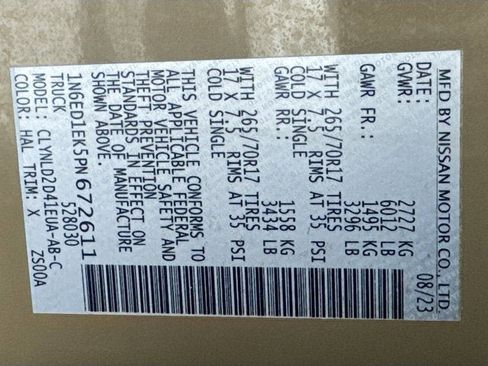 MFD BY NISSAN MOTOR CO., LTD.
DATE: 08/23
GVWR: 2727 KG
6012 LB
GAWR FR.: 1495 KG
3296 LB
WITH 265/70R17 TIRES
17 X 7.5 RIMS AT 35 PSI
COLD SINGLE
GAWR RR.: 1558 KG
3434 LB
WITH 265/70R17 TIRES
17 X 7.5 RIMS AT 35 PSI
COLD SINGLE
THIS VEHICLE CONFORMS TO
ALL APPLICABLE FEDERAL
MOTOR VEHICLE SAFETY AND
THEFT PREVENTION
STANDARDS IN EFFECT ON
THE DATE OF MANUFACTURE
SHOWN ABOVE.
1N6ED1EK5PN672611
TRUCK 528030
MODEL: CLYNLD2D41EUA-AB-C
COLOR: HAL TRIM: X ZS00A